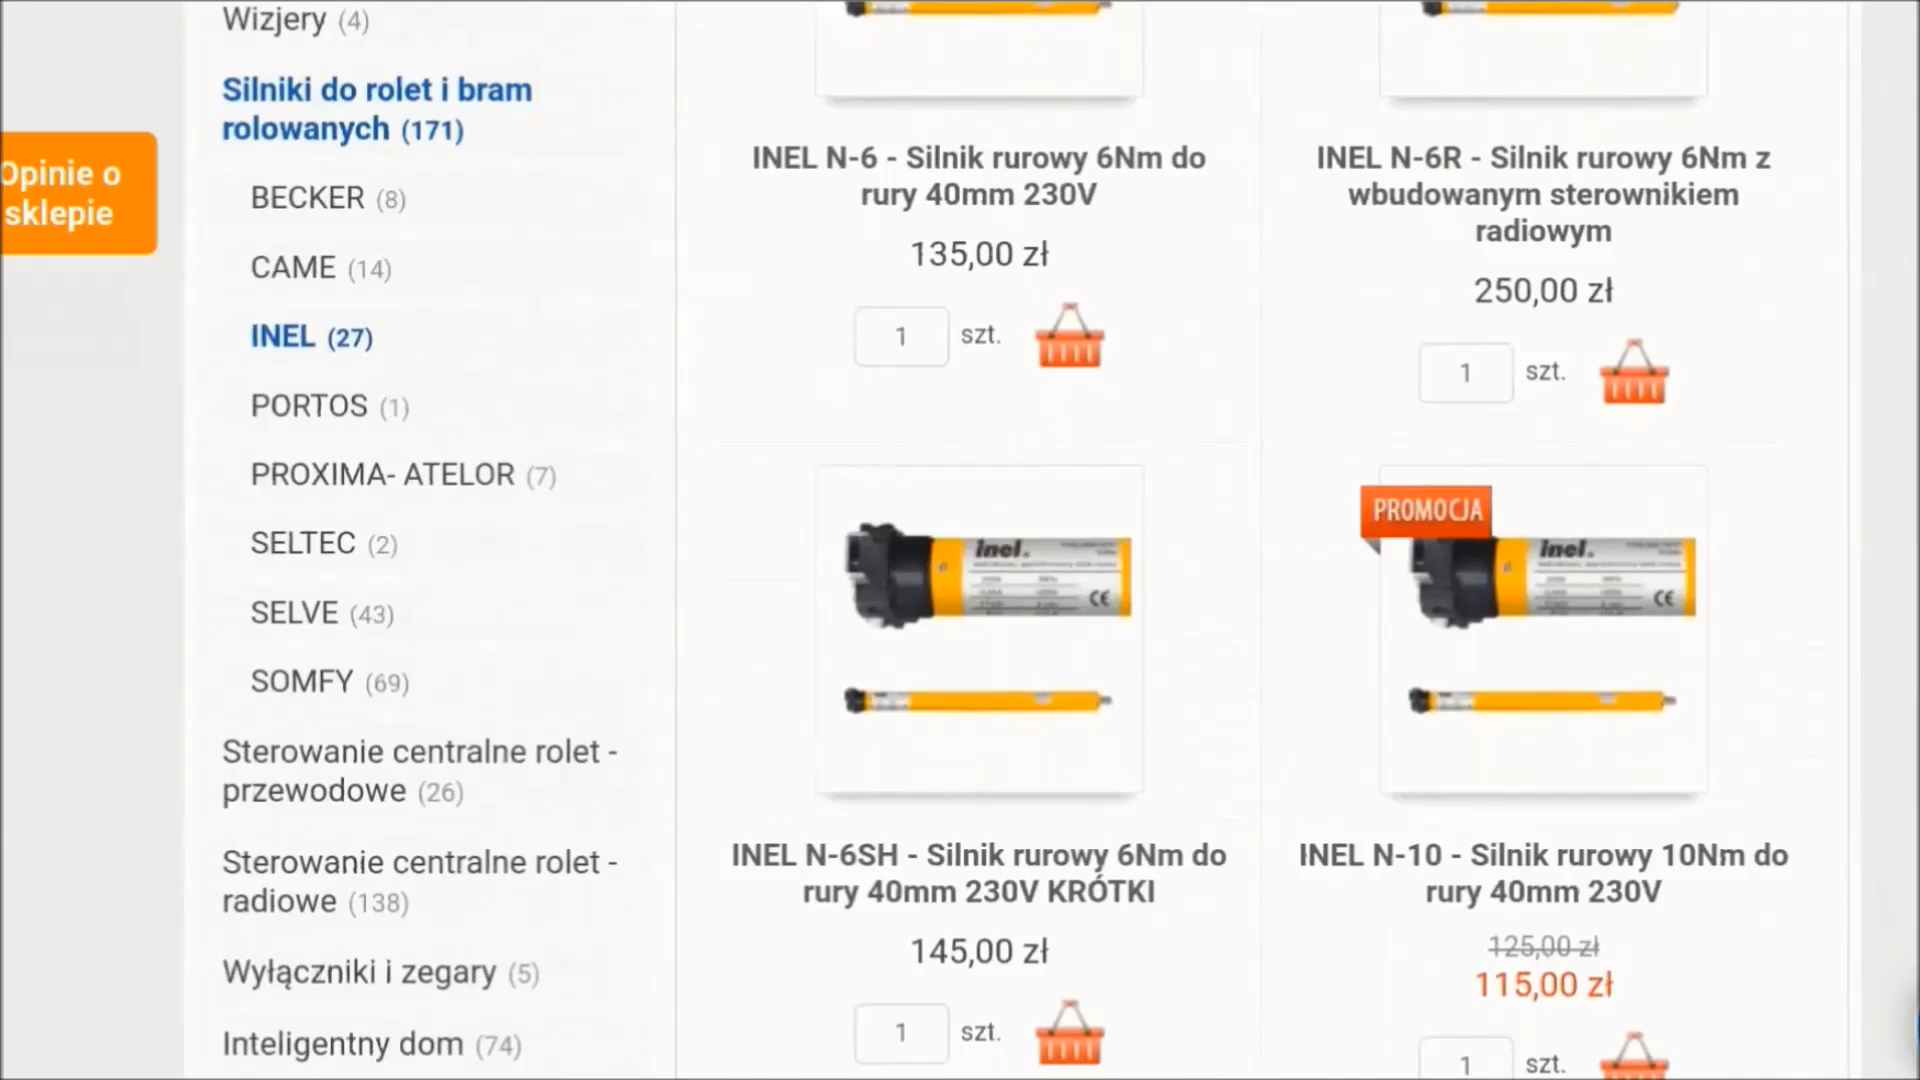 Wizjery (4)
Silniki do rolet i bram
rolowanych (171)
Opinie o
sklepie
BECKER (8)
CAME (14)
INEL (27)
PORTOS (1)
PROXIMA- ATELOR (7)
SELTEC (2)
SELVE (43)
SOMFY (69)
Sterowanie centralne rolet -
przewodowe (26)
Sterowanie centralne rolet -
radiowe (138)
Wyłączniki i zegary (5)
Inteligentny dom (74)
INEL N-6 - Silnik rurowy 6Nm do
rury 40mm 230V
135,00 zł
1 szt.
INEL N-6R - Silnik rurowy 6Nm z
wbudowanym sterownikiem
radiowym
250,00 zł
1 szt.
inel.
CE
INEL N-6SH - Silnik rurowy 6Nm do
rury 40mm 230V KRÓTKI
145,00 zł
1 szt.
PROMOCJA
inel.
CE
INEL N-10 - Silnik rurowy 10Nm do
rury 40mm 230V
125,00 zł
115,00 zł
1 szt.